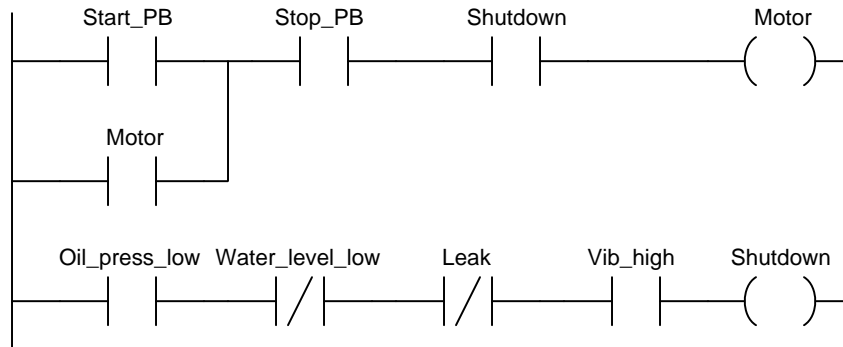 Start_PB Stop_PB Shutdown Motor
Motor
Oil_press_low Water_level_low Leak Vib_high Shutdown